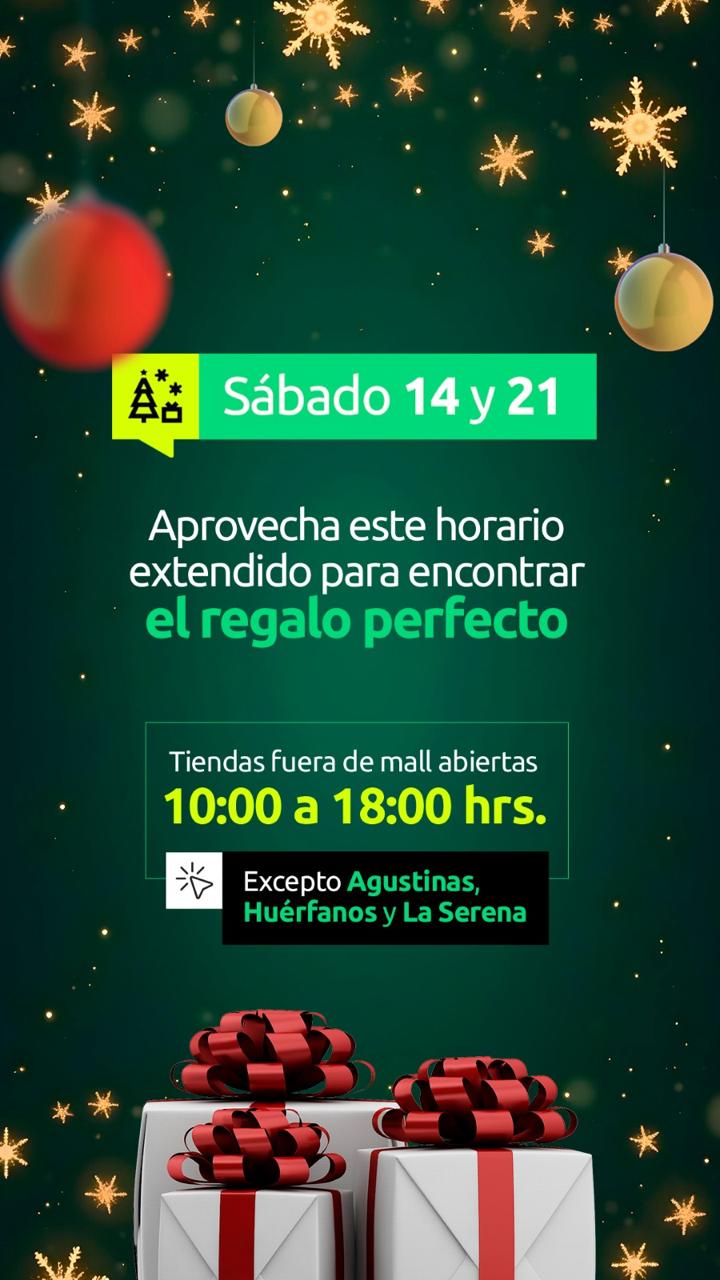 Sábado 14 y 21
Aprovecha este horario
extendido para encontrar
el regalo perfecto
Tiendas fuera de mall abiertas
10:00 a 18:00 hrs.
Excepto Agustinas,
Huérfanos y La Serena